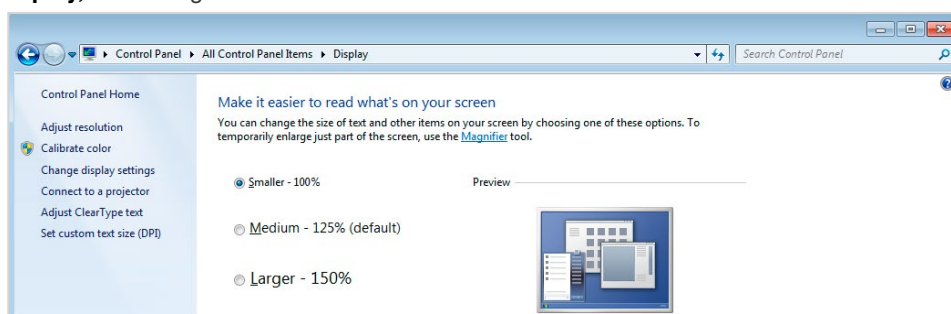 Control Panel ▸ All Control Panel Items ▸ Display
Search Control Panel
Control Panel Home
Adjust resolution
Calibrate color
Change display settings
Connect to a projector
Adjust ClearType text
Set custom text size (DPI)
Make it easier to read what's on your screen
You can change the size of text and other items on your screen by choosing one of these options. To
temporarily enlarge just part of the screen, use the Magnifier tool.
Smaller - 100%
Preview
Medium - 125% (default)
Larger - 150%